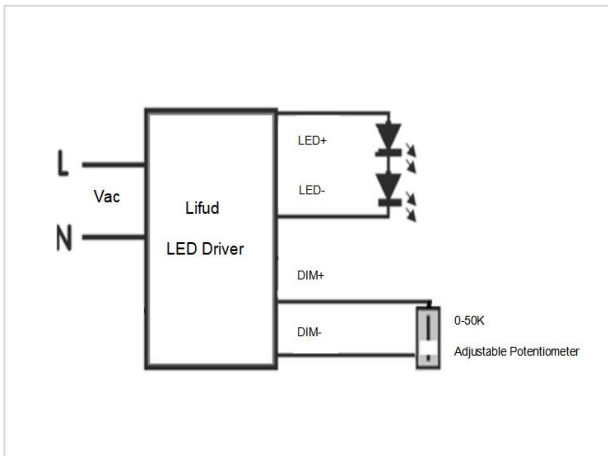 L
Vac
N
Lifud
LED Driver
LED+
LED-
DIM+
DIM-
0-50K
Adjustable Potentiometer